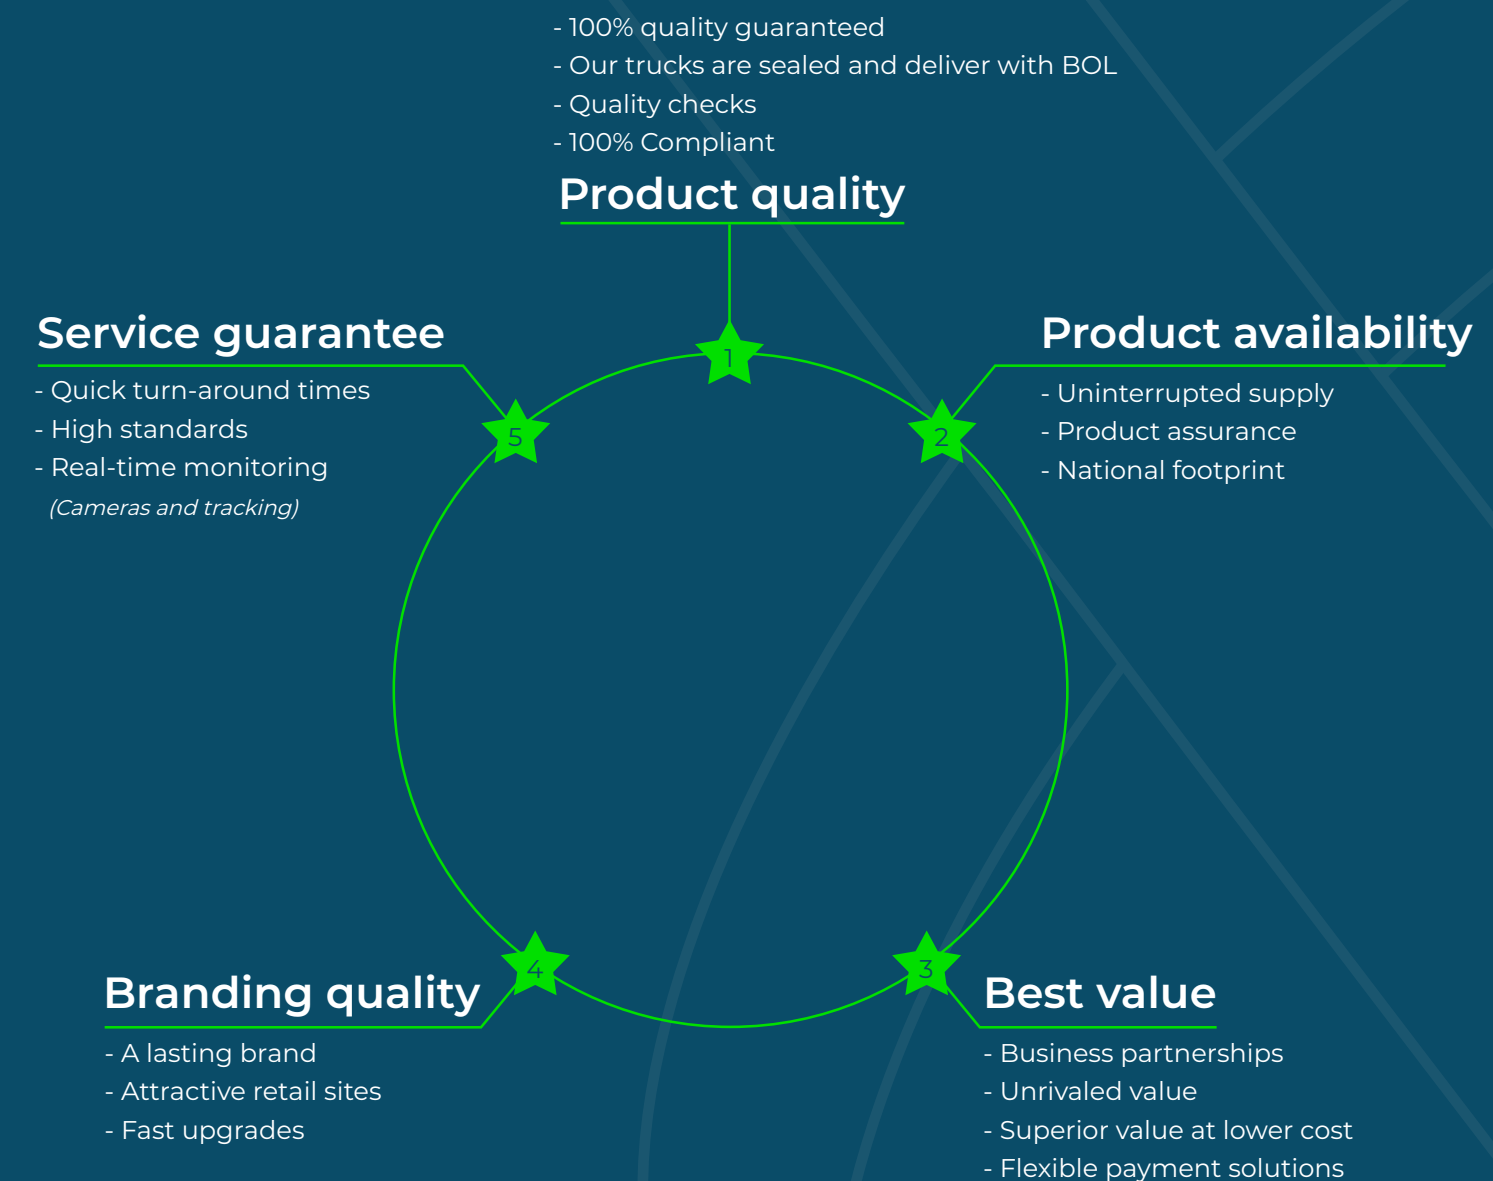 - 100% quality guaranteed
- Our trucks are sealed and deliver with BOL
- Quality checks
- 100% Compliant
Product quality
1
Product availability
2
- Uninterrupted supply
- Product assurance
- National footprint
Best value
3
- Business partnerships
- Unrivaled value
- Superior value at lower cost
- Flexible payment solutions
Branding quality
4
- A lasting brand
- Attractive retail sites
- Fast upgrades
Service guarantee
5
- Quick turn-around times
- High standards
- Real-time monitoring
(Cameras and tracking)